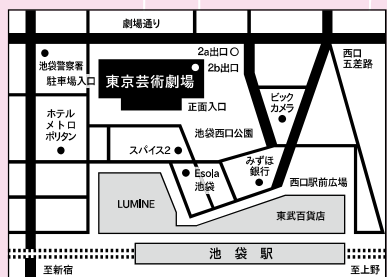 劇場通り
2a出口
2b出口
西口
五差路
池袋警察署
駐車場入口
東京芸術劇場
正面入口
ビック
カメラ
ホテル
メトロ
ポリタン
池袋西口公園
スパイス2
Esola
池袋
みずほ
銀行
西口駅前広場
LUMINE
東武百貨店
池袋駅
至新宿
至上野